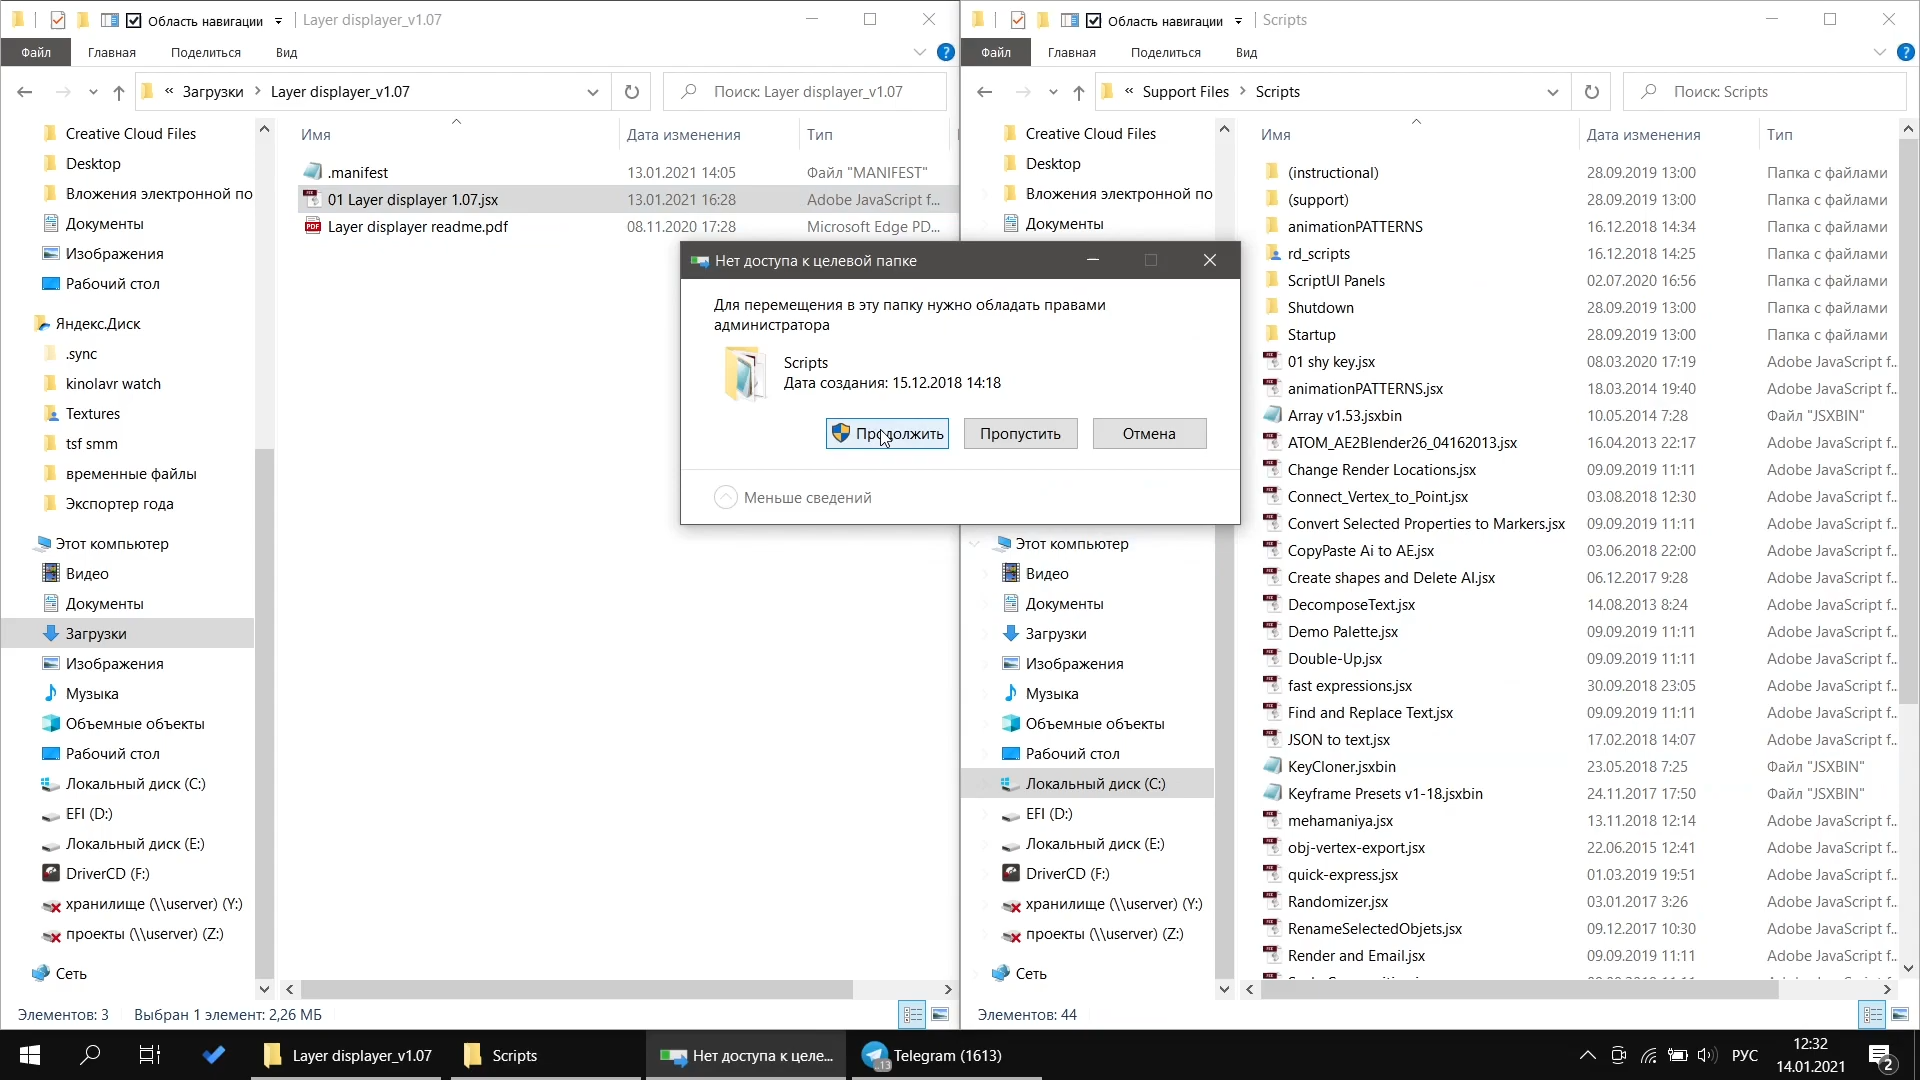 Область навигации
Layer displayer_v1.07
Файл
Главная
Поделиться
Вид
« Загрузки > Layer displayer_v1.07
Поиск: Layer displayer_v1.07
Creative Cloud Files
Desktop
Вложения электронной по
Документы
Изображения
Рабочий стол
Яндекс.Диск
.sync
kinolavr watch
Textures
tsf smm
временные файлы
Экспортер года
Этот компьютер
Видео
Документы
Загрузки
Изображения
Музыка
Объемные объекты
Рабочий стол
Локальный диск (C:)
EFI (D:)
Локальный диск (E:)
DriverCD (F:)
хранилище (\\userver) (Y:)
проекты (\\userver) (Z:)
Сеть
Имя Дата изменения Тип
.manifest 13.01.2021 14:05 Файл "MANIFEST"
01 Layer displayer 1.07.jsx 13.01.2021 16:28 Adobe JavaScript f...
Layer displayer readme.pdf 08.11.2020 17:28 Microsoft Edge PD...
Элементов: 3 Выбран 1 элемент: 2,26 МБ
Нет доступа к целевой папке
Для перемещения в эту папку нужно обладать правами
администратора
Scripts
Дата создания: 15.12.2018 14:18
Продолжить
Пропустить
Отмена
Меньше сведений
Область навигации
Scripts
Файл
Главная
Поделиться
Вид
« Support Files > Scripts
Поиск: Scripts
Creative Cloud Files
Desktop
Вложения электронной по
Документы
Этот компьютер
Видео
Документы
Загрузки
Изображения
Музыка
Объемные объекты
Рабочий стол
Локальный диск (C:)
EFI (D:)
Локальный диск (E:)
DriverCD (F:)
хранилище (\\userver) (Y:)
проекты (\\userver) (Z:)
Сеть
Имя Дата изменения Тип
(instructional) 28.09.2019 13:00 Папка с файлами
(support) 28.09.2019 13:00 Папка с файлами
animationPATTERNS 16.12.2018 14:34 Папка с файлами
rd_scripts 16.12.2018 14:25 Папка с файлами
ScriptUI Panels 02.07.2020 16:56 Папка с файлами
Shutdown 28.09.2019 13:00 Папка с файлами
Startup 28.09.2019 13:00 Папка с файлами
01 shy key.jsx 08.03.2020 17:19 Adobe JavaScript f...
animationPATTERNS.jsx 18.03.2014 19:40 Adobe JavaScript f...
Array v1.53.jsxbin 10.05.2014 7:28 Файл "JSXBIN"
ATOM_AE2Blender26_04162013.jsx 16.04.2013 22:17 Adobe JavaScript f...
Change Render Locations.jsx 09.09.2019 11:11 Adobe JavaScript f...
Connect_Vertex_to_Point.jsx 03.08.2018 12:30 Adobe JavaScript f...
Convert Selected Properties to Markers.jsx 09.09.2019 11:11 Adobe JavaScript f...
CopyPaste Ai to AE.jsx 03.06.2018 22:00 Adobe JavaScript f...
Create shapes and Delete AI.jsx 06.12.2017 9:28 Adobe JavaScript f...
DecomposeText.jsx 14.08.2013 8:24 Adobe JavaScript f...
Demo Palette.jsx 09.09.2019 11:11 Adobe JavaScript f...
Double-Up.jsx 09.09.2019 11:11 Adobe JavaScript f...
fast expressions.jsx 30.09.2018 23:05 Adobe JavaScript f...
Find and Replace Text.jsx 09.09.2019 11:11 Adobe JavaScript f...
JSON to text.jsx 17.02.2018 14:07 Adobe JavaScript f...
KeyCloner.jsxbin 23.05.2018 7:25 Файл "JSXBIN"
Keyframe Presets v1-18.jsxbin 24.11.2017 17:50 Файл "JSXBIN"
mehamaniya.jsx 13.11.2018 12:14 Adobe JavaScript f...
obj-vertex-export.jsx 22.06.2015 12:41 Adobe JavaScript f...
quick-express.jsx 01.03.2019 19:51 Adobe JavaScript f...
Randomizer.jsx 03.01.2017 3:26 Adobe JavaScript f...
RenameSelectedObjets.jsx 09.12.2017 10:30 Adobe JavaScript f...
Render and Email.jsx 09.09.2019 11:11 Adobe JavaScript f...
Элементов: 44
Layer displayer_v1.07
Scripts
Нет доступа к целе...
Telegram (1613)
РУС
12:32
14.01.2021
2